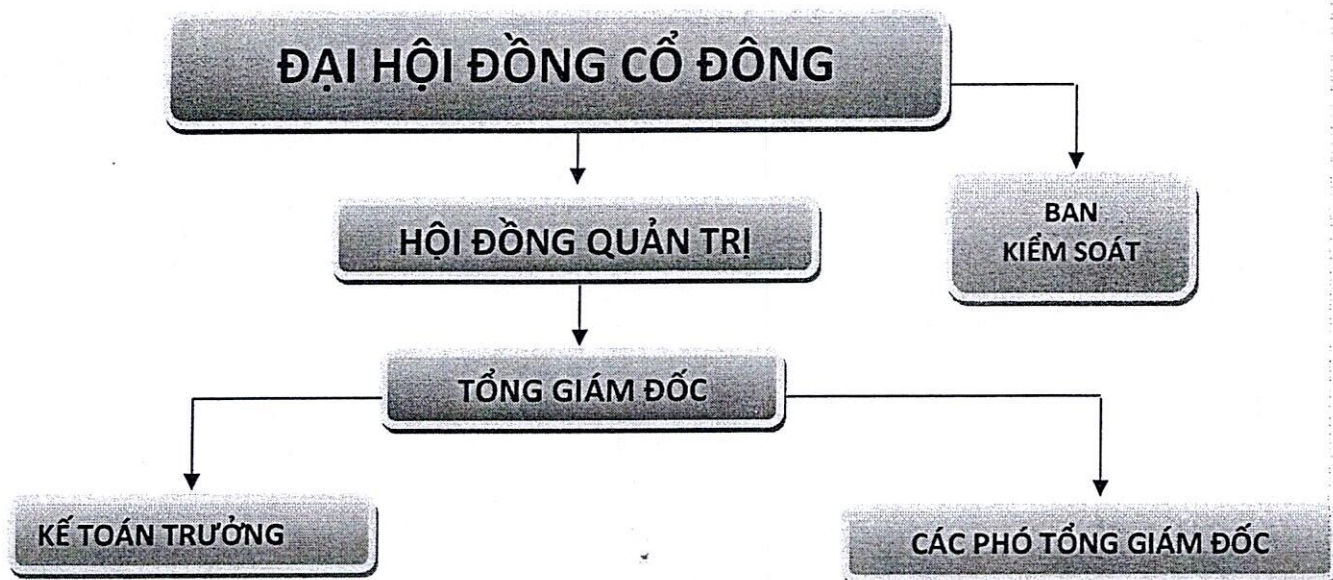 ĐẠI HỘI ĐỒNG CỔ ĐÔNG
HỘI ĐỒNG QUẢN TRỊ
BAN
KIỂM SOÁT
TỔNG GIÁM ĐỐC
KẾ TOÁN TRƯỞNG
CÁC PHÓ TỔNG GIÁM ĐỐC